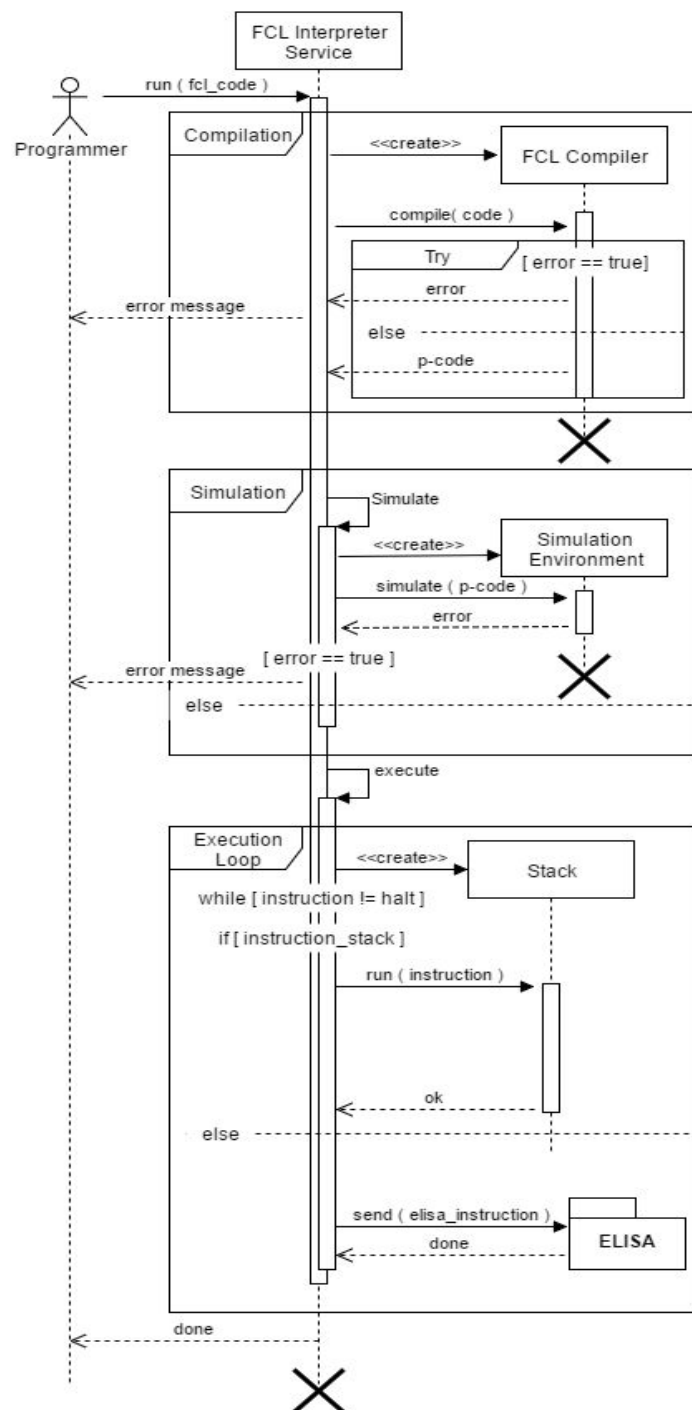 FCL Interpreter
Service
run ( fcl_code )
Programmer
Compilation
<<create>>
FCL Compiler
compile( code )
Try
[ error == true]
error
error message
else
p-code
Simulation
Simulate
<<create>>
Simulation
Environment
simulate ( p-code )
error
[ error == true ]
error message
else
execute
Execution
Loop
<<create>>
Stack
while [ instruction != halt ]
if [ instruction_stack ]
run ( instruction )
ok
else
send ( elisa_instruction )
ELISA
done
done